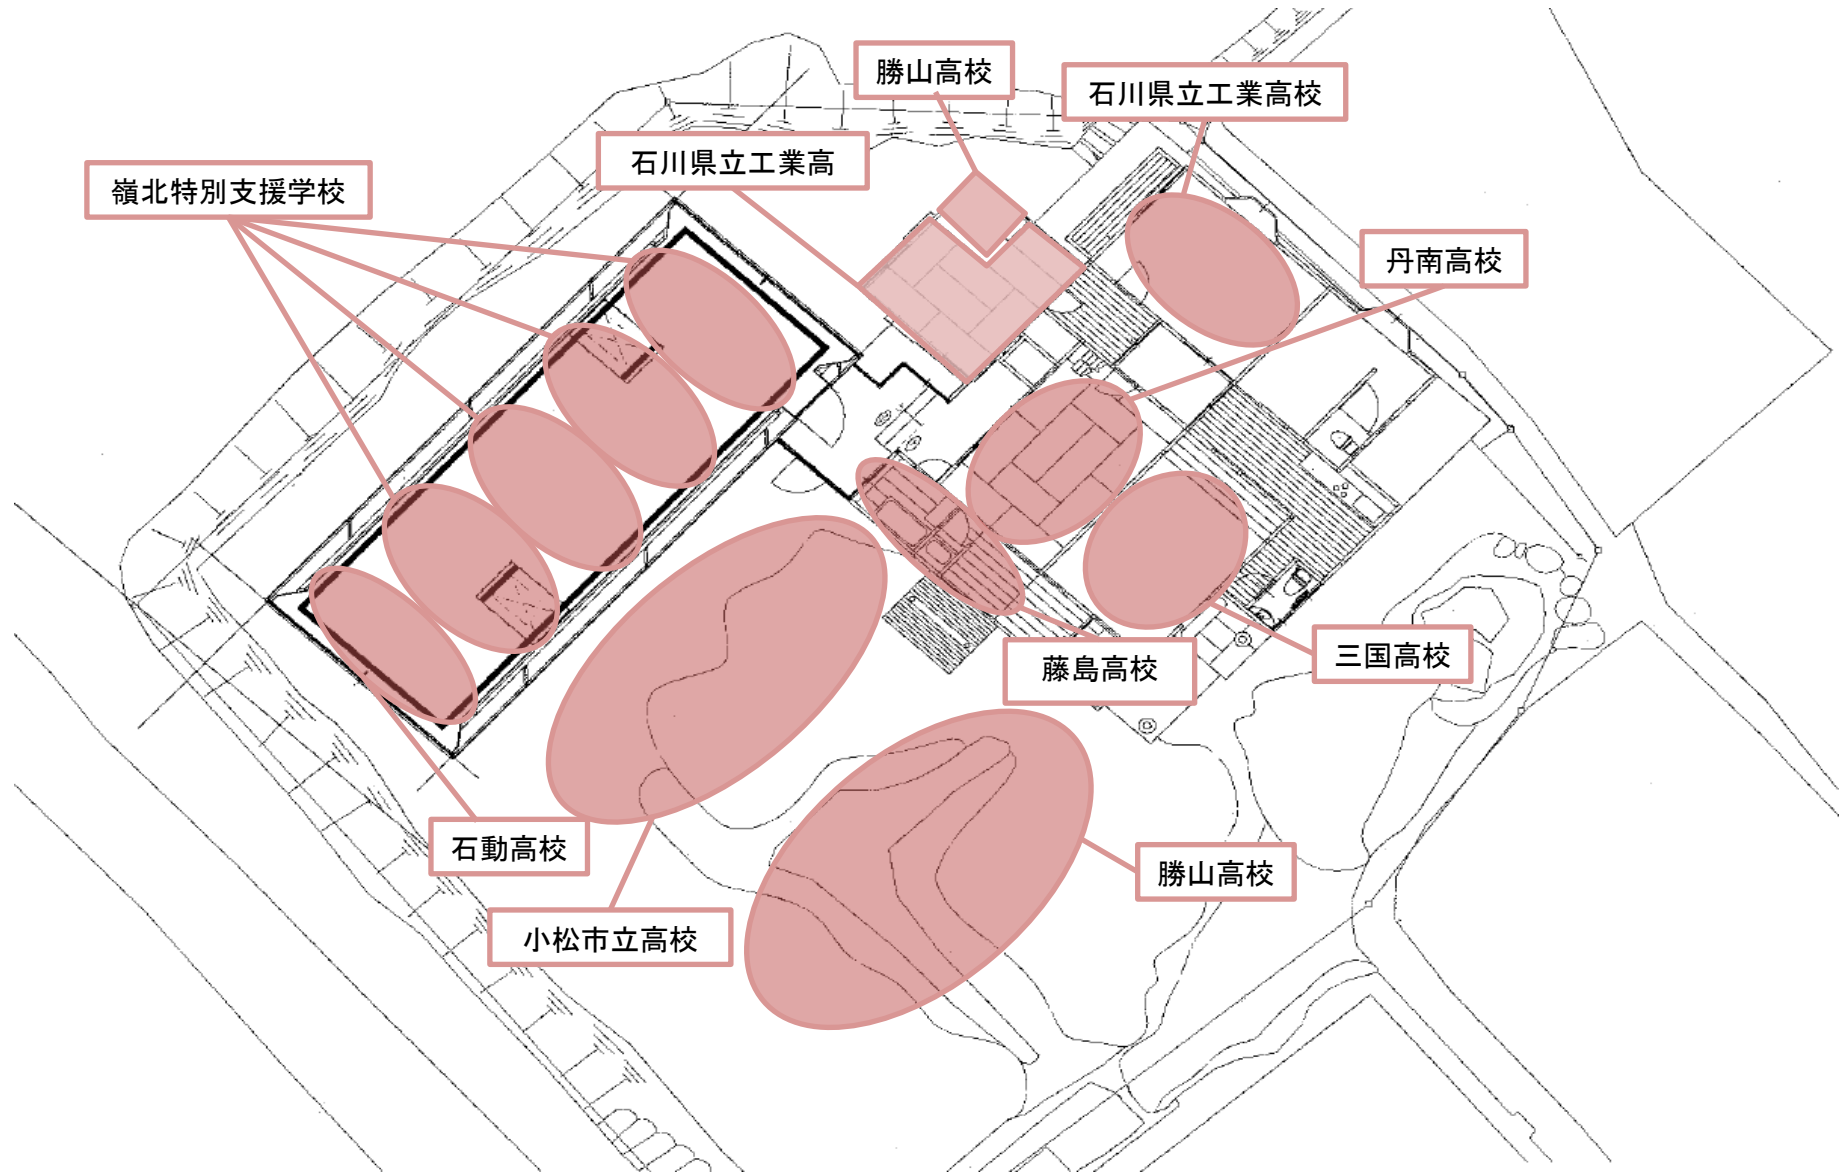 勝山高校
石川県立工業高校
石川県立工業高
嶺北特別支援学校
丹南高校
藤島高校
三国高校
石動高校
勝山高校
小松市立高校